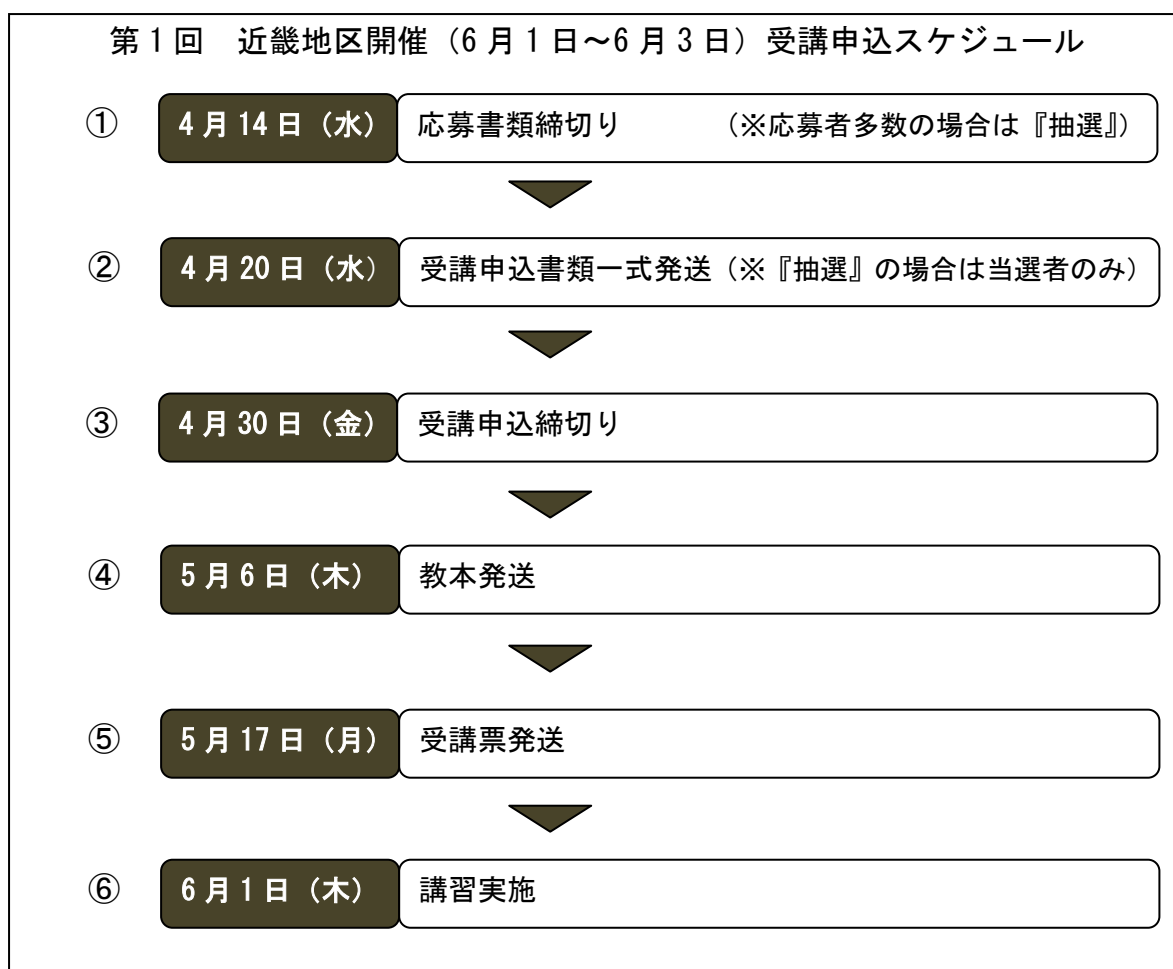 第1回　近畿地区開催（6月1日～6月3日）受講申込スケジュール
① 4月14日（水） 応募書類締切り　　　（※応募者多数の場合は『抽選』）
② 4月20日（水） 受講申込書類一式発送（※『抽選』の場合は当選者のみ）
③ 4月30日（金） 受講申込締切り
④ 5月6日（木） 教本発送
⑤ 5月17日（月） 受講票発送
⑥ 6月1日（木） 講習実施